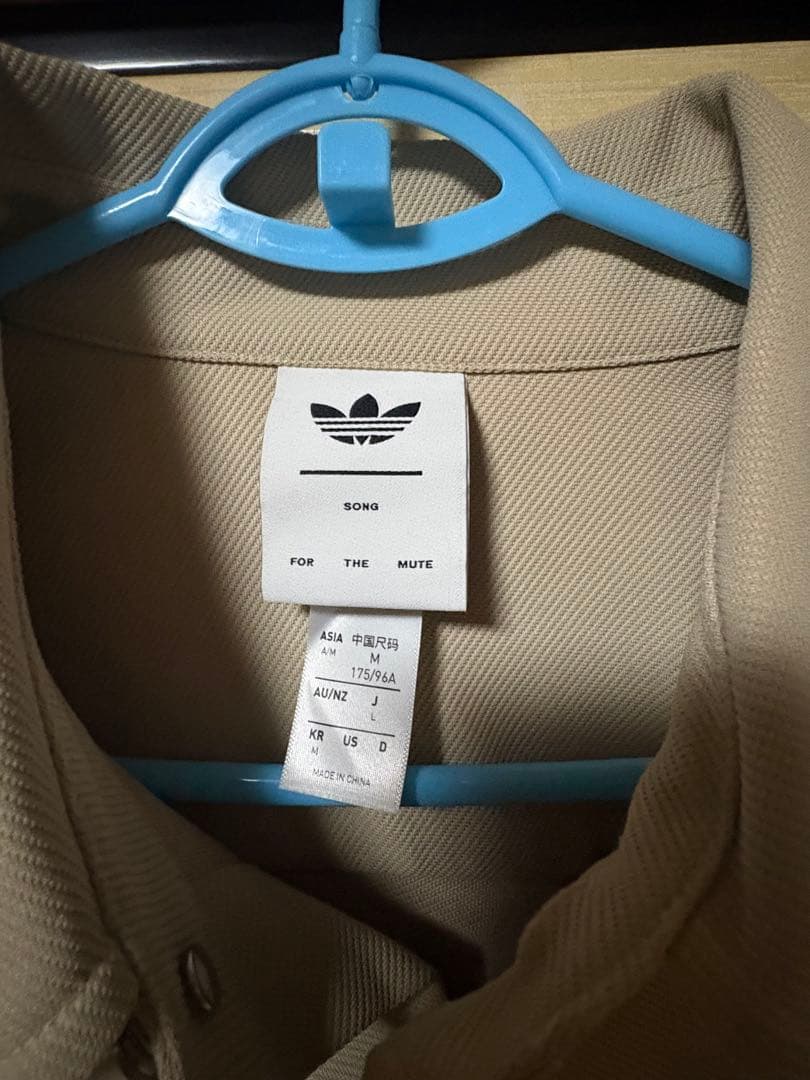 SONG
FOR THE MUTE
ASIA 中国尺码
A/M M
175/96A
AU/NZ J
L
KR US D
M
MADE IN CHINA